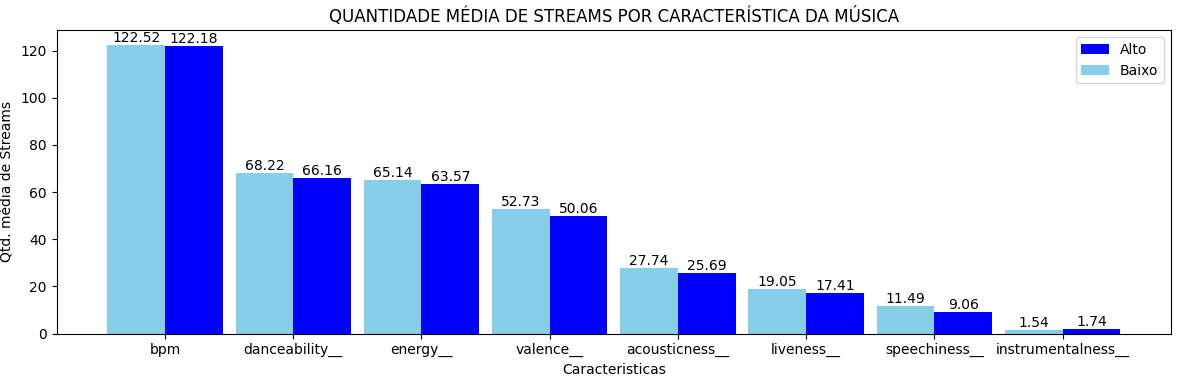 QUANTIDADE MÉDIA DE STREAMS POR CARACTERÍSTICA DA MÚSICA
Qtd. média de Streams
120
100
80
60
40
20
0
122.52 122.18
68.22 66.16
65.14 63.57
52.73 50.06
27.74 25.69
19.05 17.41
11.49 9.06
1.54 1.74
Alto
Baixo
bpm danceability__ energy__ valence__ acousticness__ liveness__ speechiness__ instrumentalness__
Caracteristicas